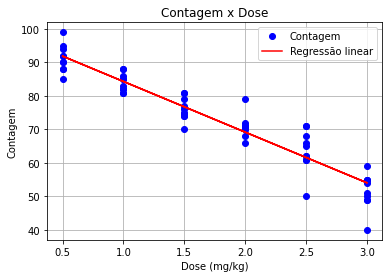 Contagem x Dose
Contagem
Regressão linear
100
90
80
70
60
50
40
Contagem
0.5
1.0
1.5
2.0
2.5
3.0
Dose (mg/kg)